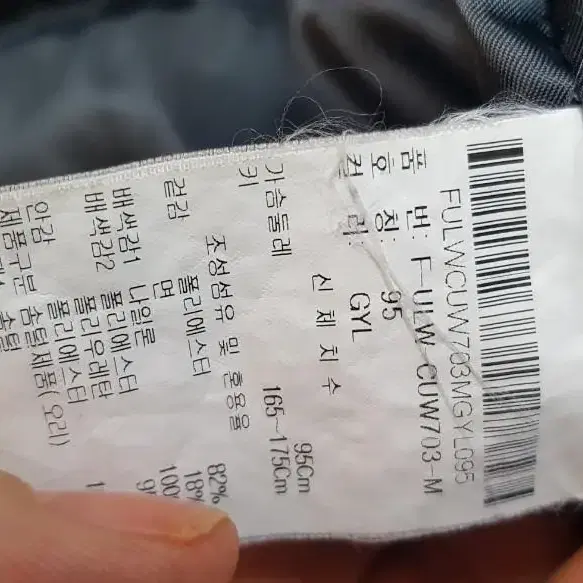 FULWCUW703MGYL095
품 번: F-ULW CUW703-M
호 칭: 95
컬 러: GYL
신 체 치 수
가슴둘레 95Cm
키 165~175Cm
조성섬유 및 혼용율
겉감 폴리에스터 82%
면 18%
배색감1 나일론 100%
폴리에스터
배색감2 폴리우레탄
폴리에스터
안감
제품구분 솜털제품(오리)
솜털